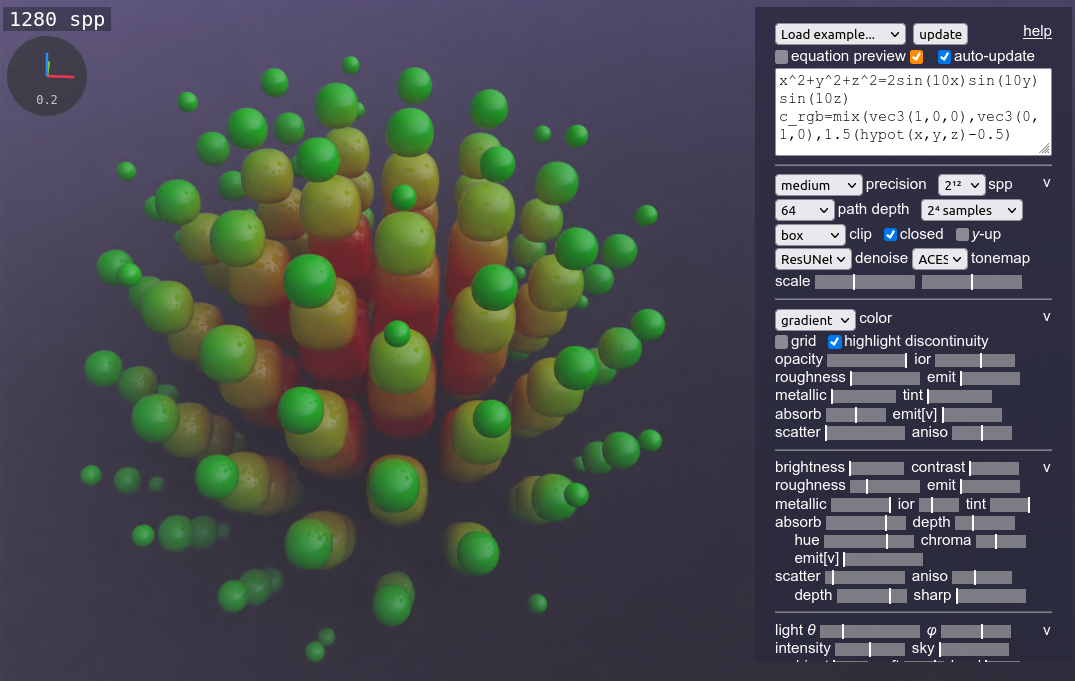 1280 spp
0.2
Load example... update help
equation preview auto-update
x^2+y^2+z^2=2sin(10x)sin(10y)
sin(10z)
c_rgb=mix(vec3(1,0,0),vec3(0,
1,0),1.5(hypot(x,y,z)-0.5)
medium precision 2¹² spp v
64 path depth 2⁴ samples
box clip closed y-up
ResUNet denoise ACES tonemap
scale
gradient color v
grid highlight discontinuity
opacity ior
roughness emit
metallic tint
absorb emit[v]
scatter aniso
brightness contrast v
roughness emit
metallic ior tint
absorb depth
hue chroma
emit[v]
scatter aniso
depth sharp
light θ φ v
intensity sky